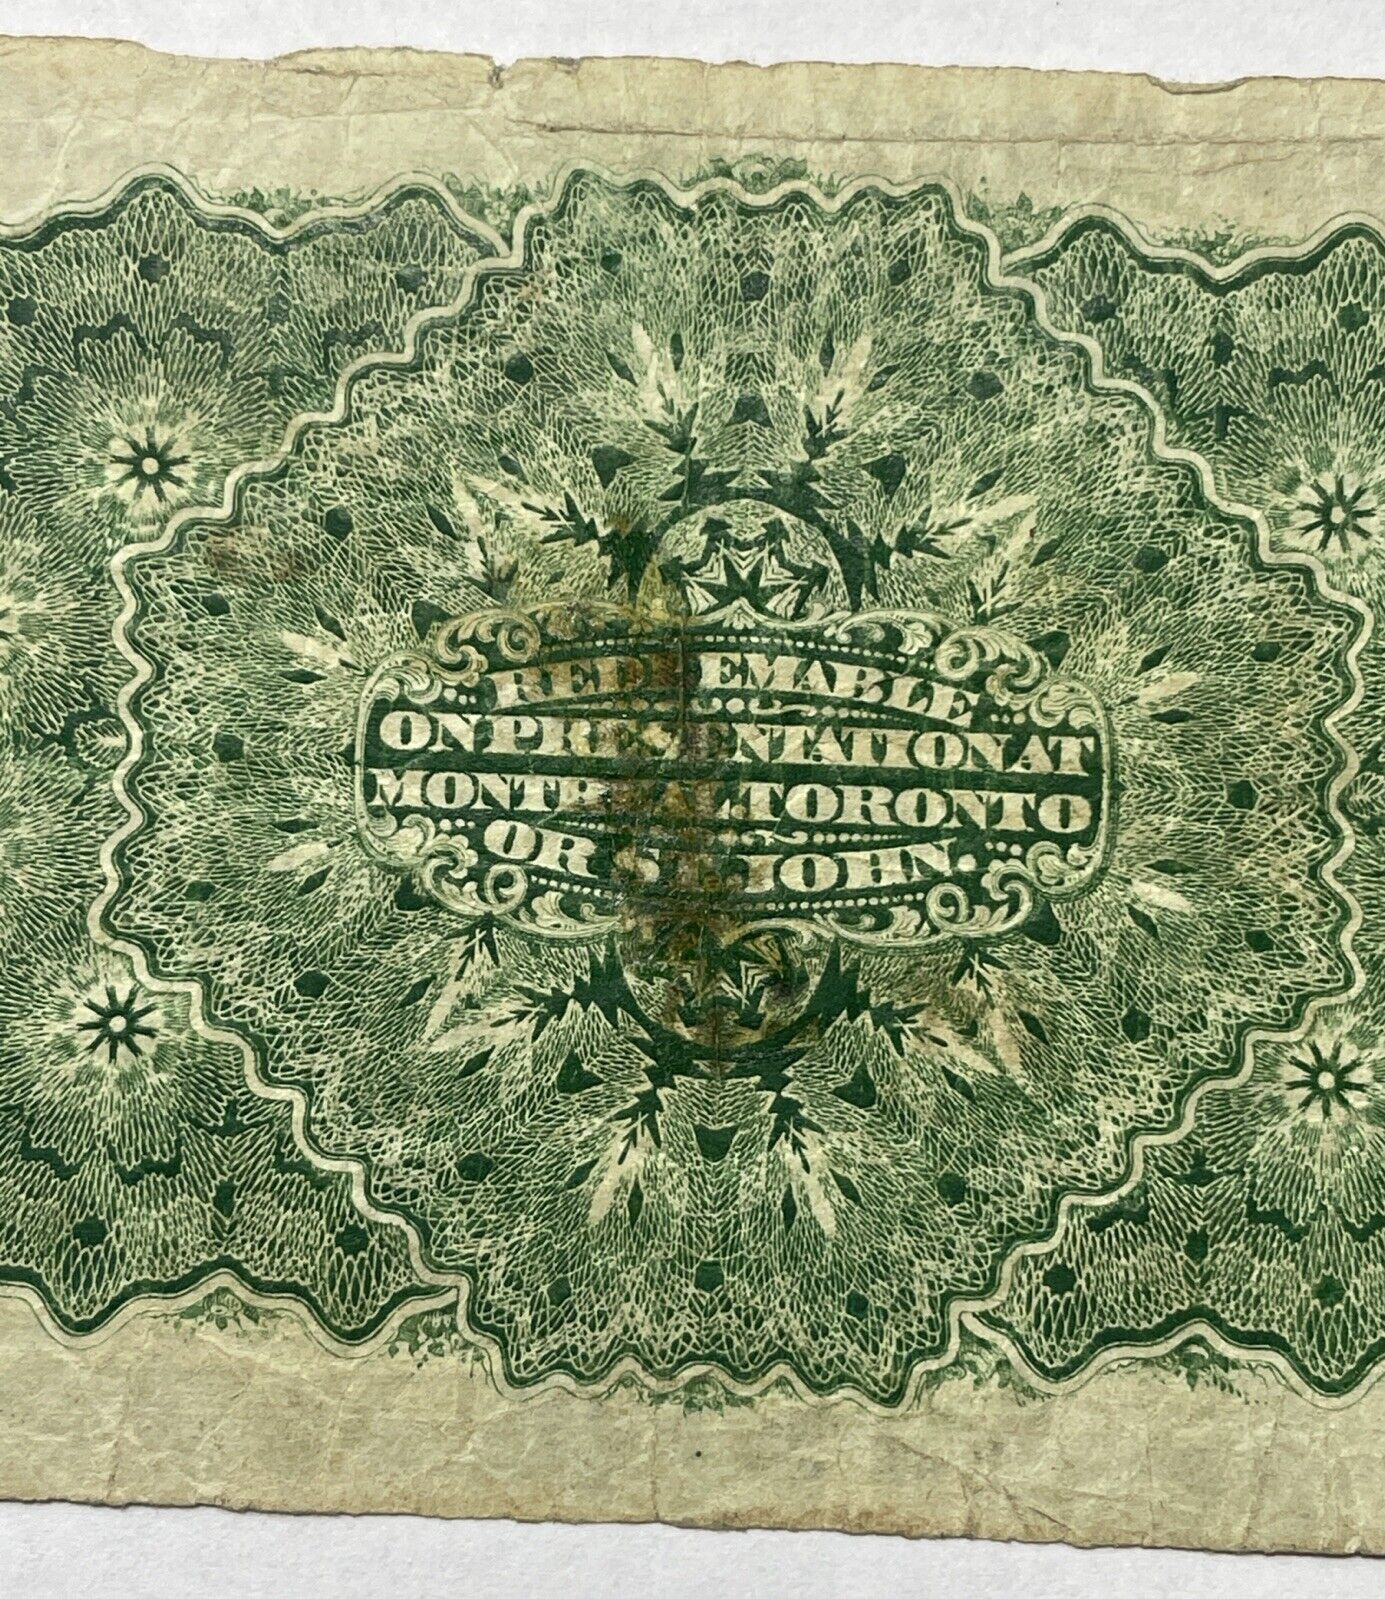 REDEEMABLE
ON PRESENTATION AT
MONTREAL, TORONTO
OR ST. JOHN.